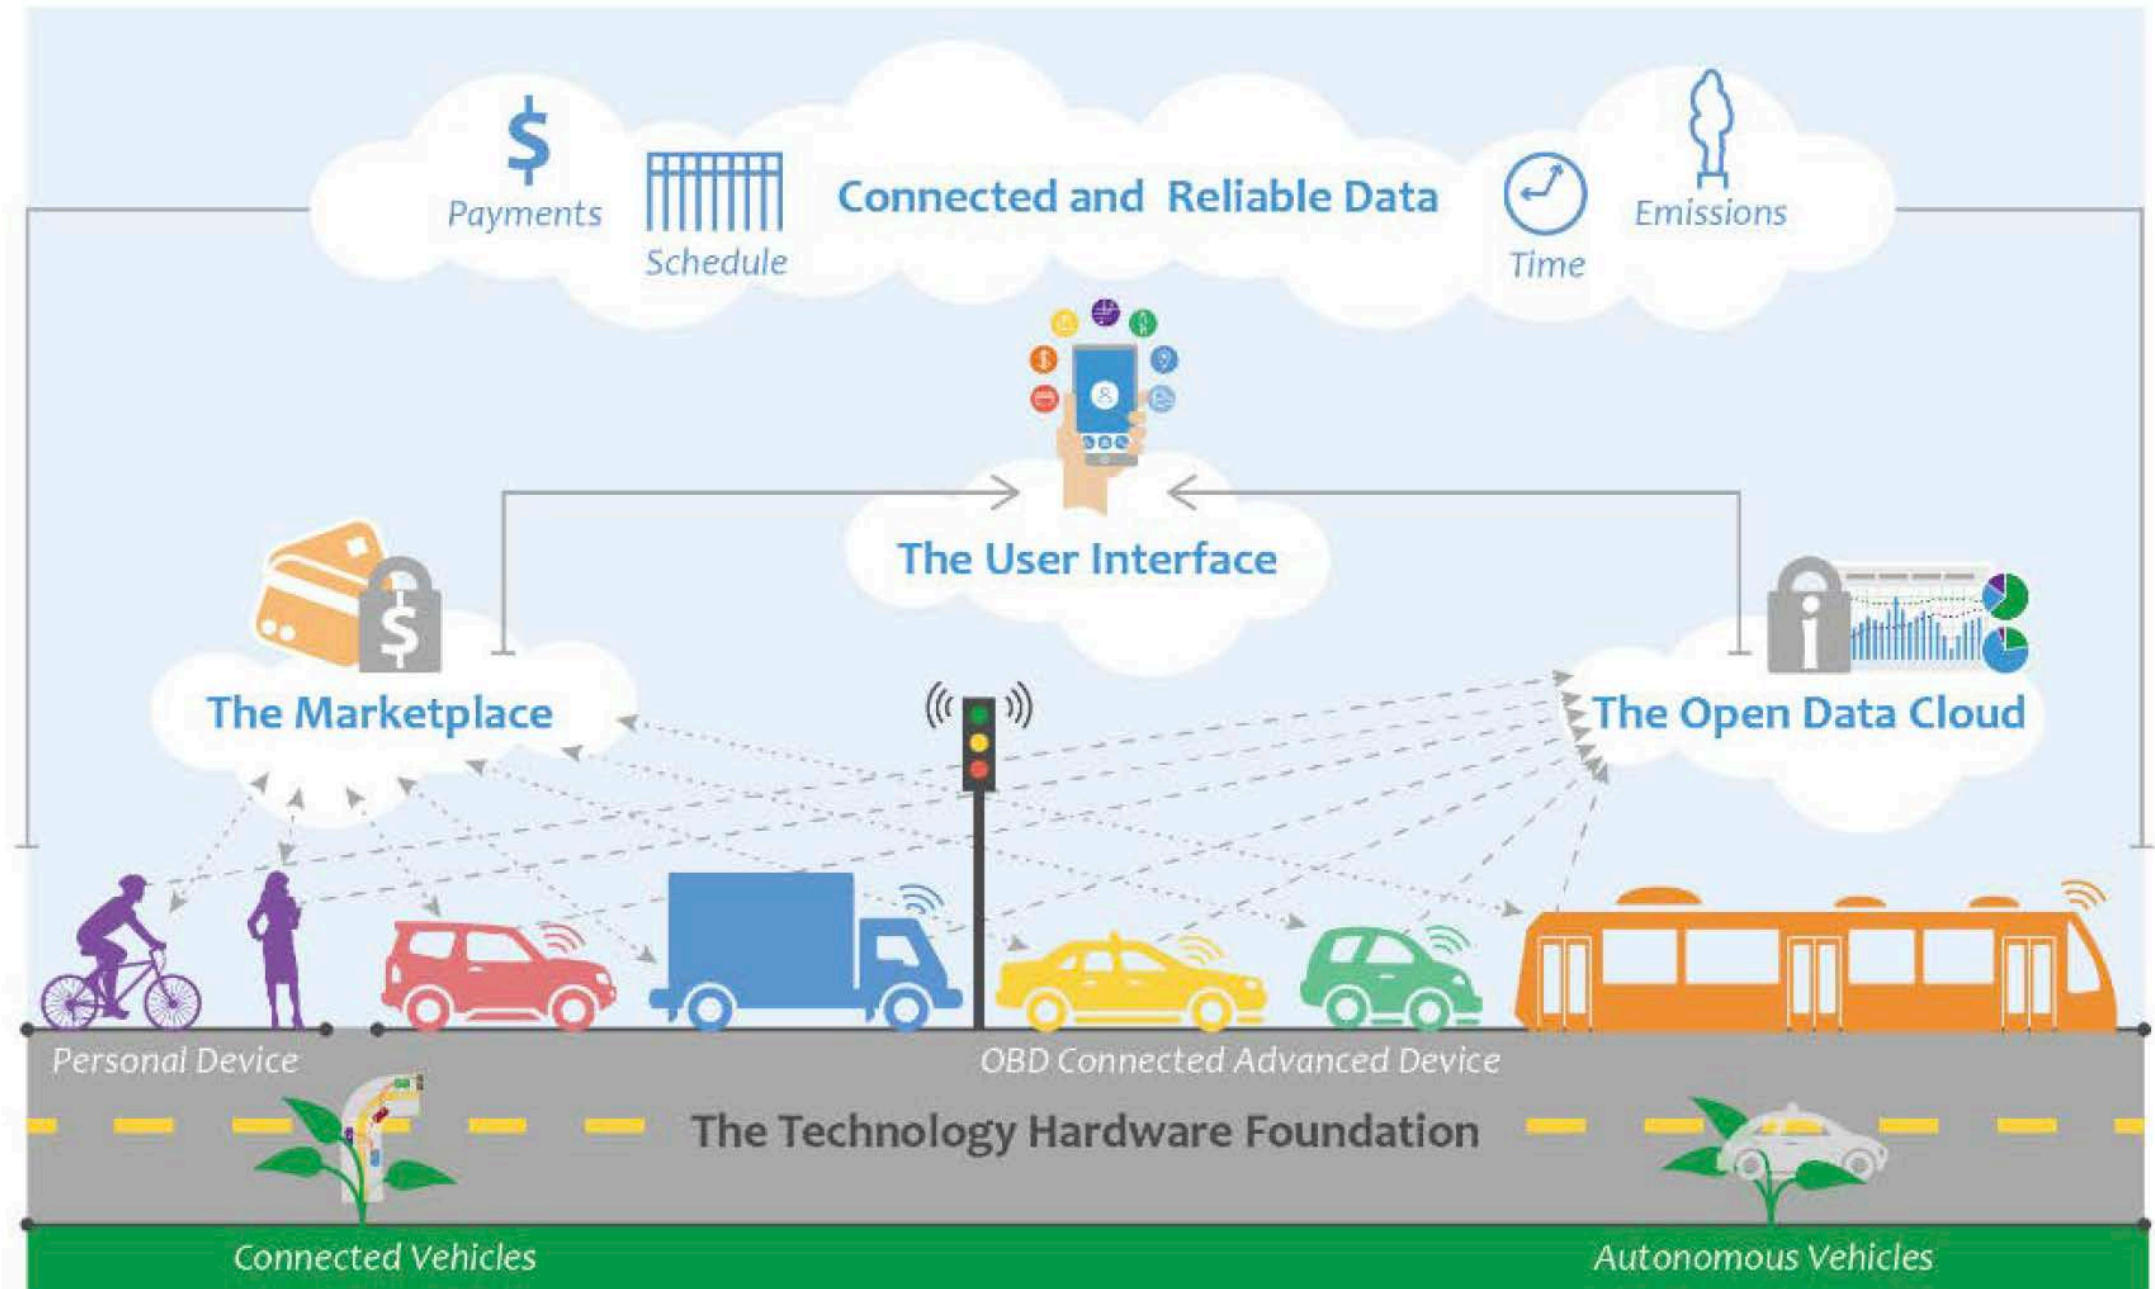 $
Payments
Schedule
Connected and Reliable Data
Time
Emissions
The User Interface
$
The Marketplace
i
The Open Data Cloud
Personal Device
OBD Connected Advanced Device
The Technology Hardware Foundation
Connected Vehicles
Autonomous Vehicles